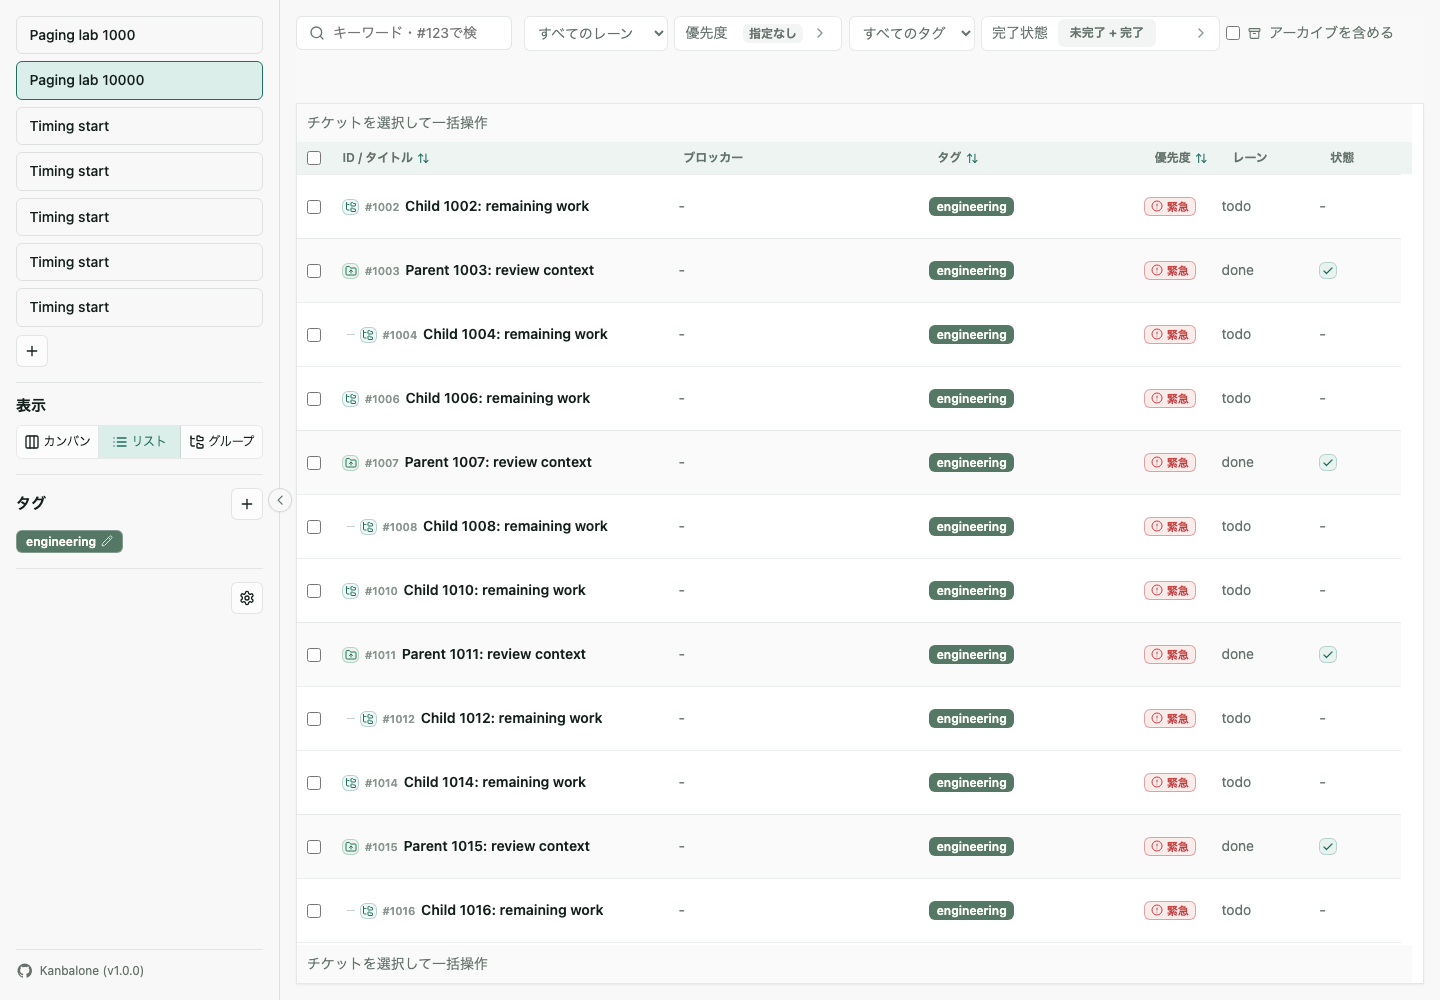 Paging lab 1000
Paging lab 10000
Timing start
Timing start
Timing start
Timing start
Timing start
表示
カンバン リスト グループ
タグ
engineering
Kanbalone (v1.0.0)
キーワード・#123で検 すべてのレーン 優先度 指定なし すべてのタグ 完了状態 未完了 + 完了 アーカイブを含める
チケットを選択して一括操作
ID / タイトル ブロッカー タグ 優先度 レーン 状態
#1002 Child 1002: remaining work - engineering 緊急 todo -
#1003 Parent 1003: review context - engineering 緊急 done
#1004 Child 1004: remaining work - engineering 緊急 todo -
#1006 Child 1006: remaining work - engineering 緊急 todo -
#1007 Parent 1007: review context - engineering 緊急 done
#1008 Child 1008: remaining work - engineering 緊急 todo -
#1010 Child 1010: remaining work - engineering 緊急 todo -
#1011 Parent 1011: review context - engineering 緊急 done
#1012 Child 1012: remaining work - engineering 緊急 todo -
#1014 Child 1014: remaining work - engineering 緊急 todo -
#1015 Parent 1015: review context - engineering 緊急 done
#1016 Child 1016: remaining work - engineering 緊急 todo -
チケットを選択して一括操作